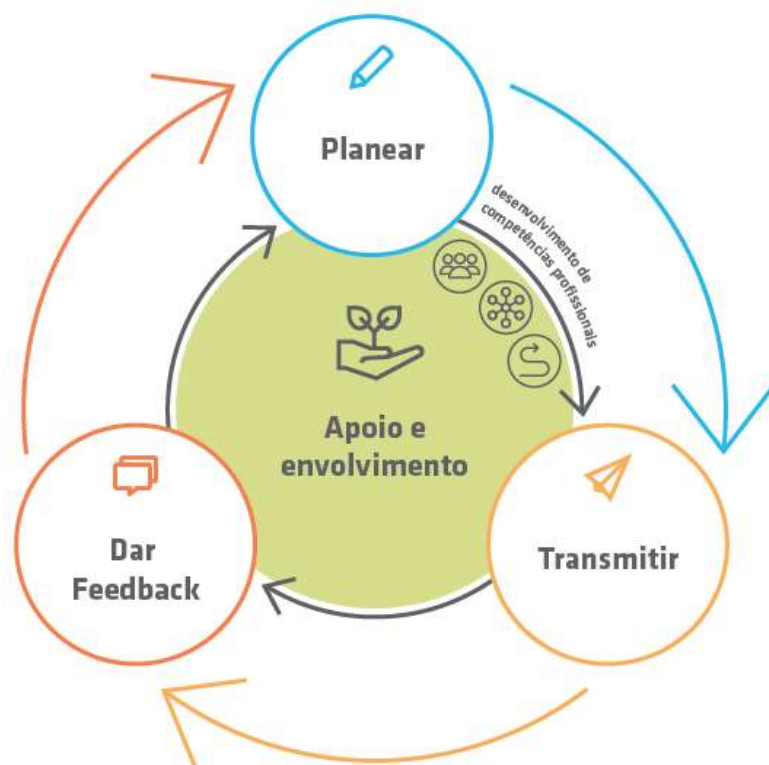 Planear
desenvolvimento de
competências profissionais
Apoio e
envolvimento
Dar
Feedback
Transmitir